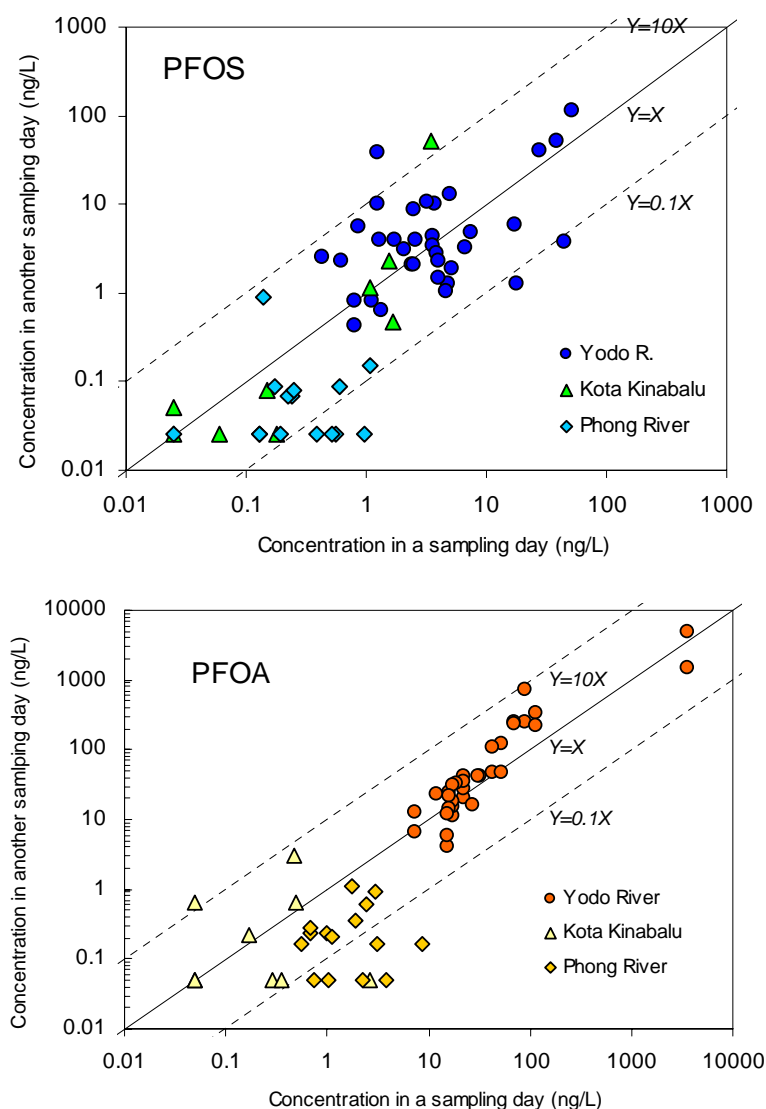 1000
Y=10X
PFOS
100
Y=X
10
Y=0.1X
1
Yodo R.
Kota Kinabalu
0.1
Phong River
0.01
0.01 0.1 1 10 100 1000
Concentration in another samlping day (ng/L)
Concentration in a sampling day (ng/L)
10000
PFOA
1000
Y=10X
100
Y=X
10
Y=0.1X
1
Yodo River
Kota Kinabalu
0.1
Phong River
0.01
0.01 0.1 1 10 100 1000 10000
Concentration in another sampling day (ng/L)
Concentration in a sampling day (ng/L)